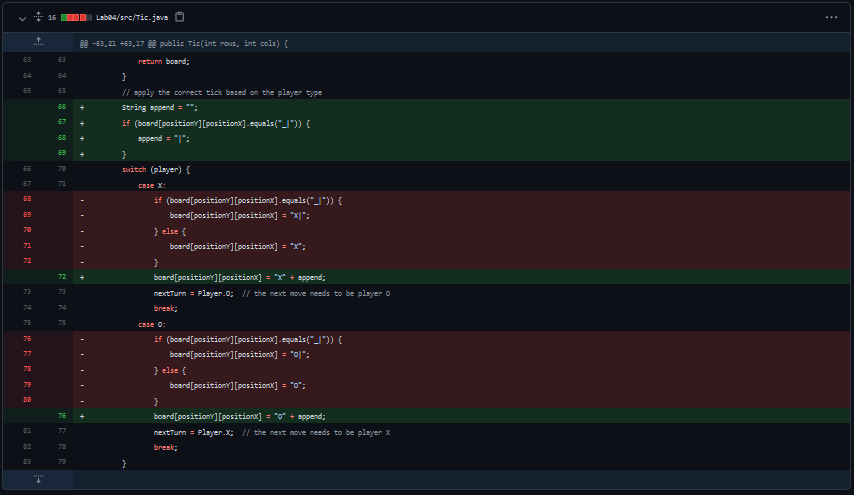 16 Lab04/src/Tic.java
@@ -63,21 +63,17 @@ public Tic(int rows, int cols) {
63 63 return board;
64 64 }
65 65 // apply the correct tick based on the player type
66 + String append = "";
67 + if (board[positionY][positionX].equals("_|")) {
68 + append = "|";
69 + }
66 70 switch (player) {
67 71 case X:
68 - if (board[positionY][positionX].equals("_|")) {
69 - board[positionY][positionX] = "X|";
70 - } else {
71 - board[positionY][positionX] = "X";
72 - }
72 + board[positionY][positionX] = "X" + append;
73 73 nextTurn = Player.O; // the next move needs to be player O
74 74 break;
75 75 case O:
76 - if (board[positionY][positionX].equals("_|")) {
77 - board[positionY][positionX] = "O|";
78 - } else {
79 - board[positionY][positionX] = "O";
80 - }
76 + board[positionY][positionX] = "O" + append;
81 77 nextTurn = Player.X; // the next move needs to be player X
82 78 break;
83 79 }